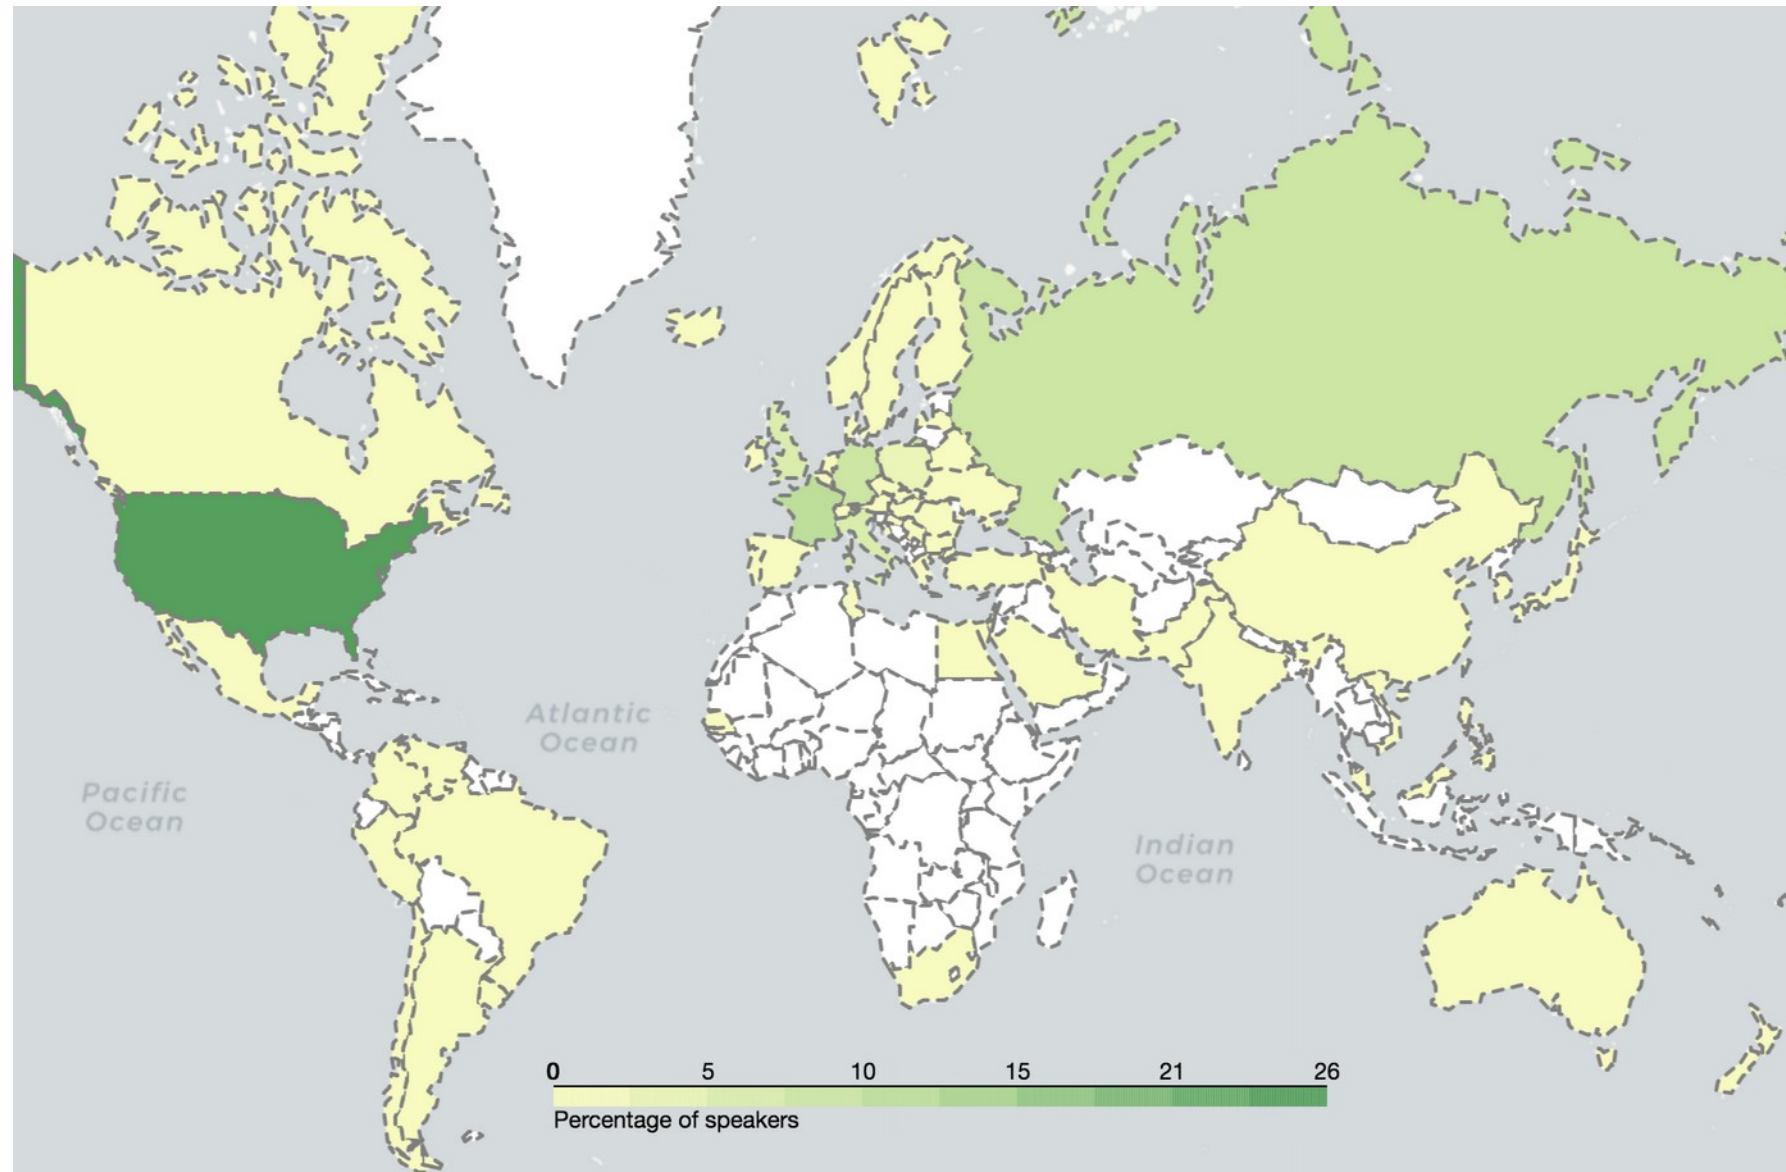 Atlantic
Ocean
Pacific
Ocean
Indian
Ocean
0 5 10 15 21 26
Percentage of speakers